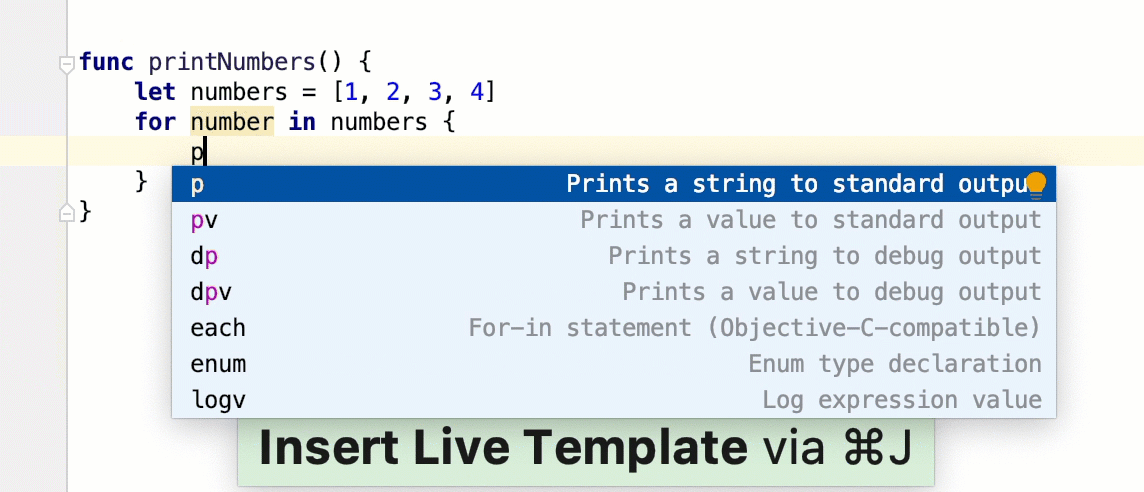 func printNumbers() {
let numbers = [1, 2, 3, 4]
for number in numbers {
p
}
p Prints a string to standard outpu
pv Prints a value to standard output
dp Prints a string to debug output
dpv Prints a value to debug output
each For-in statement (Objective-C-compatible)
enum Enum type declaration
logv Log expression value
}
Insert Live Template via ⌘J